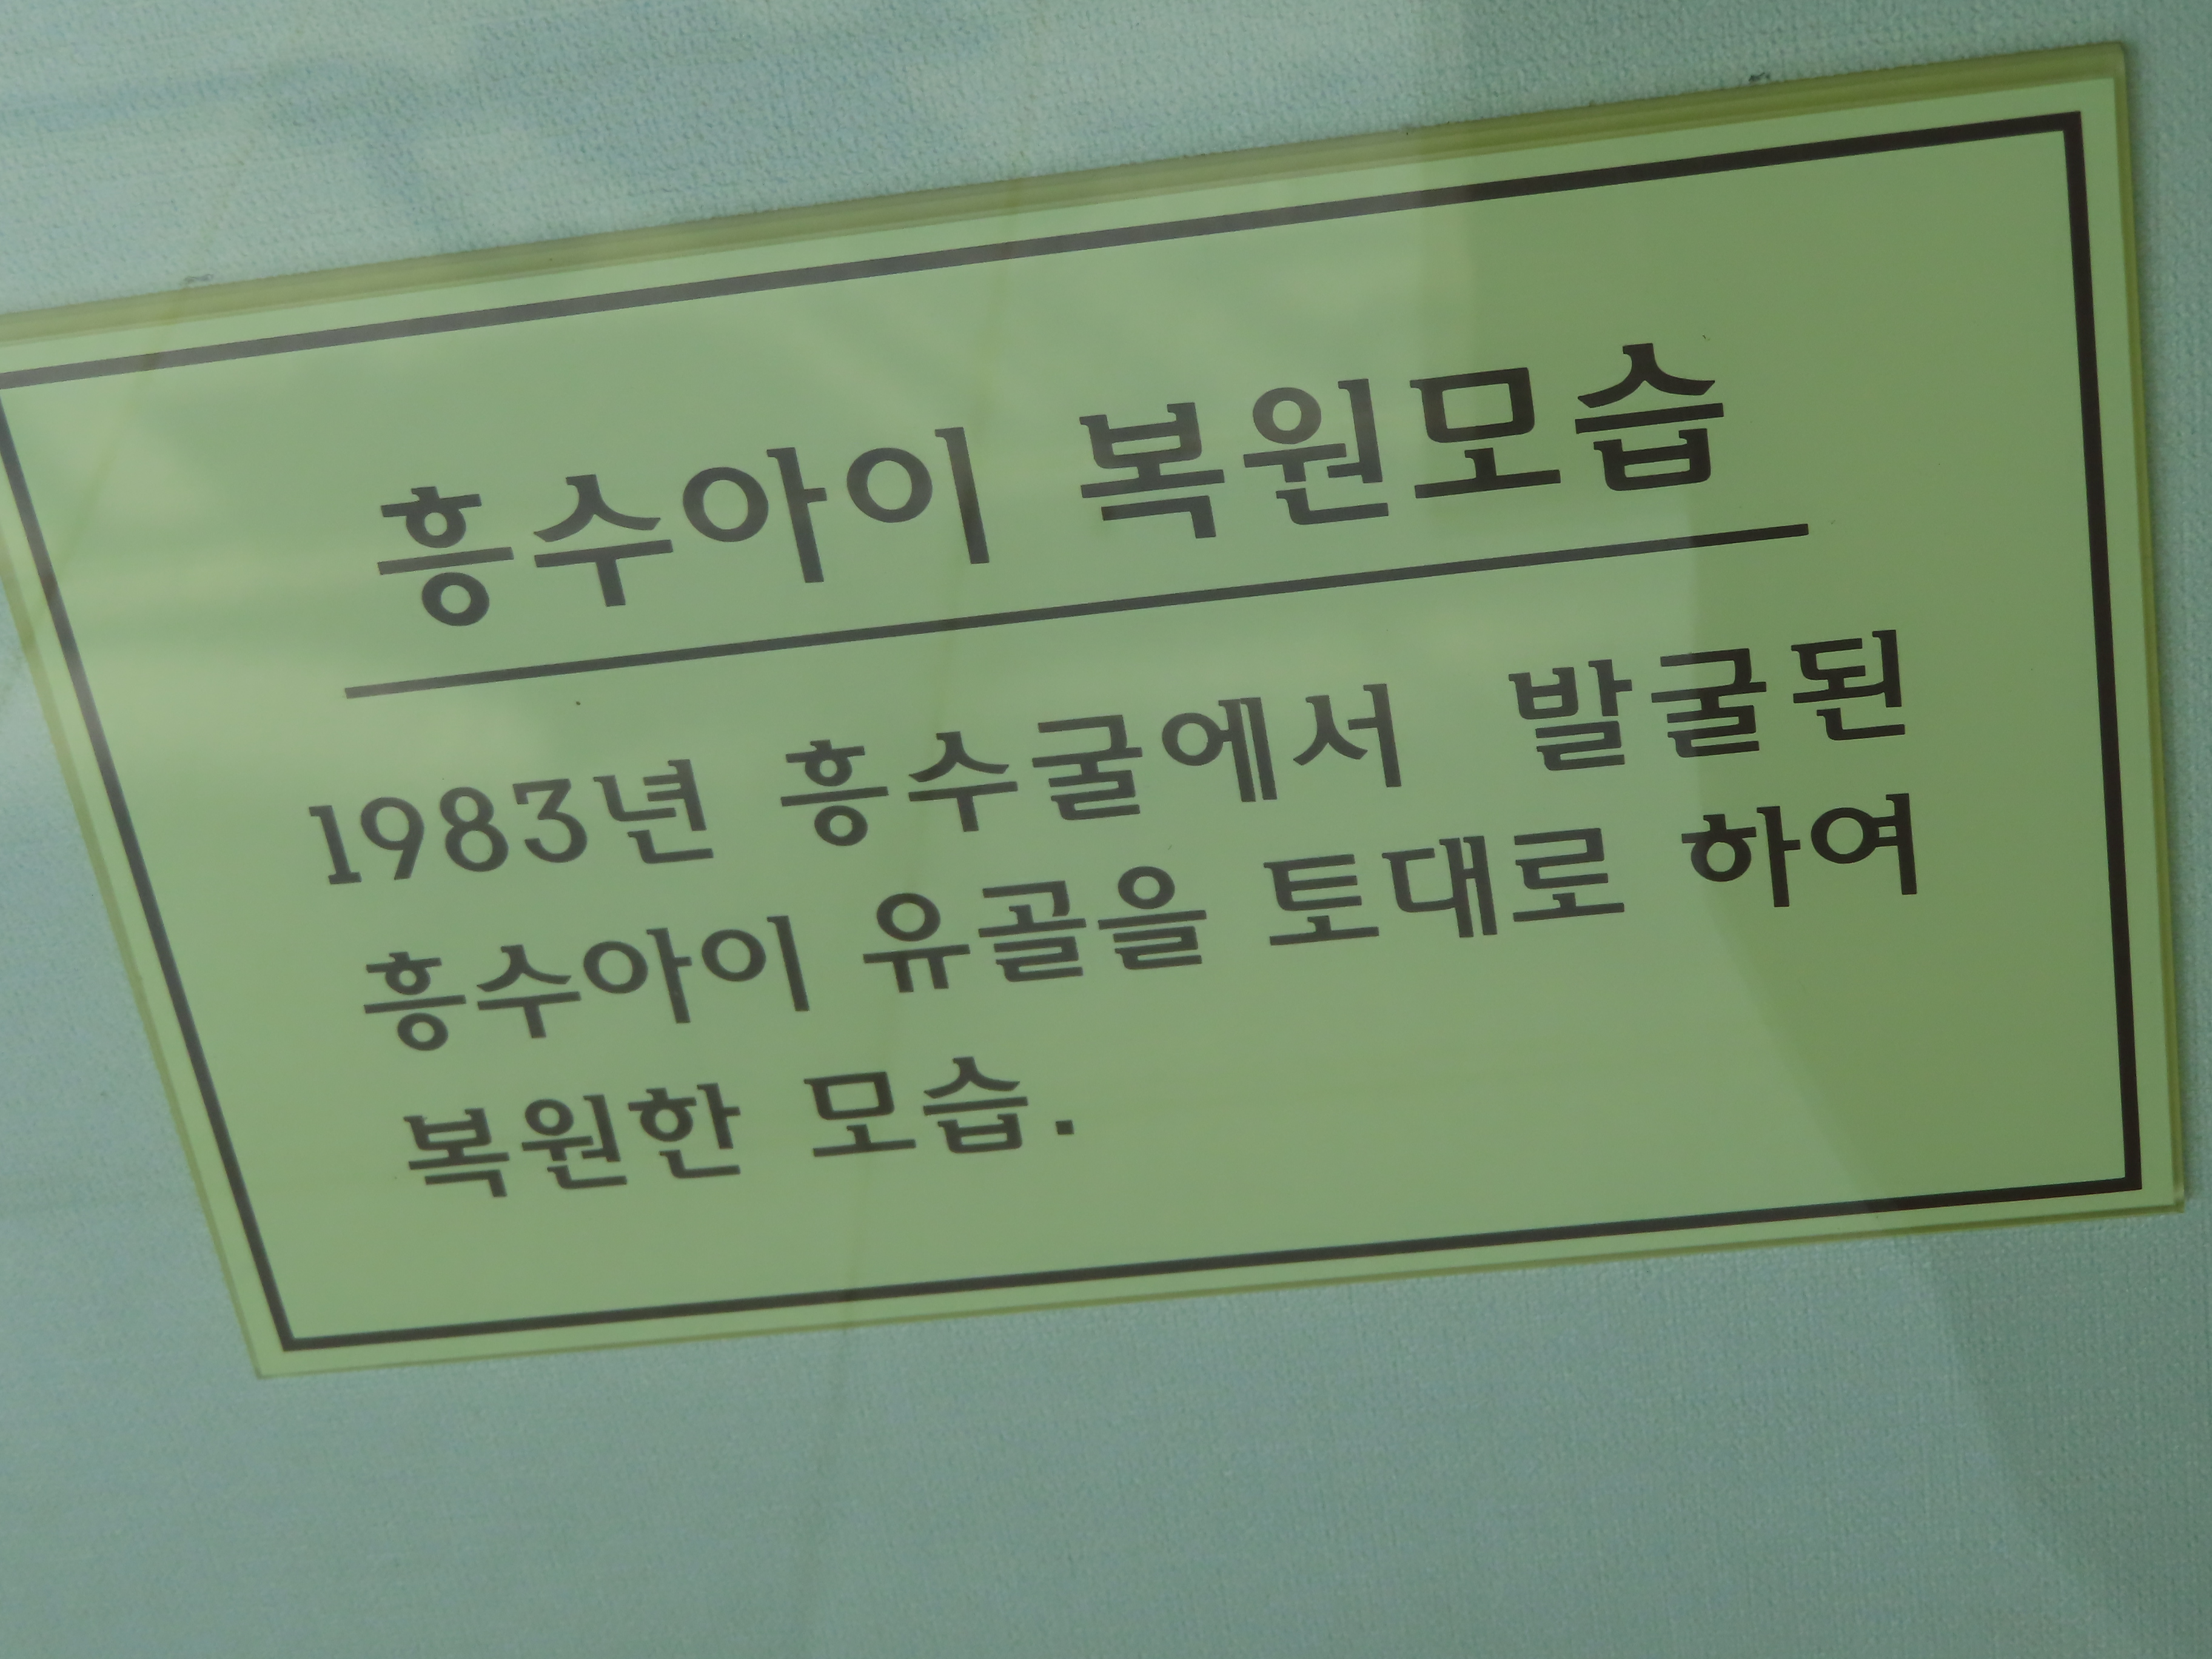 흥수아이 복원모습
1983년 흥수굴에서 발굴된
흥수아이 유골을 토대로 하여
복원한 모습.